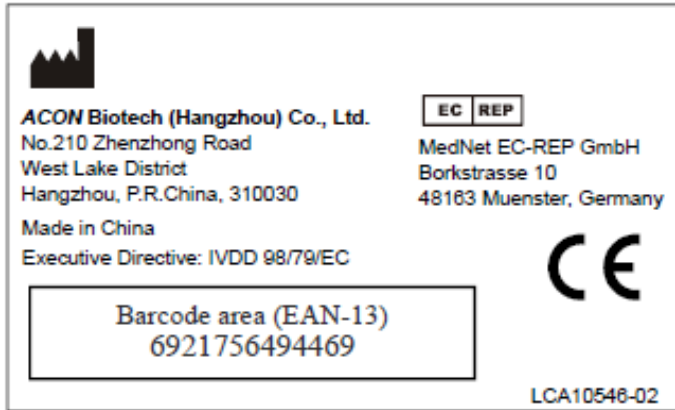 ACON Biotech (Hangzhou) Co., Ltd.
No.210 Zhenzhong Road
West Lake District
Hangzhou, P.R.China, 310030
Made in China
Executive Directive: IVDD 98/79/EC
EC REP
MedNet EC-REP GmbH
Borkstrasse 10
48163 Muenster, Germany
CE
Barcode area (EAN-13)
6921756494469
LCA10546-02